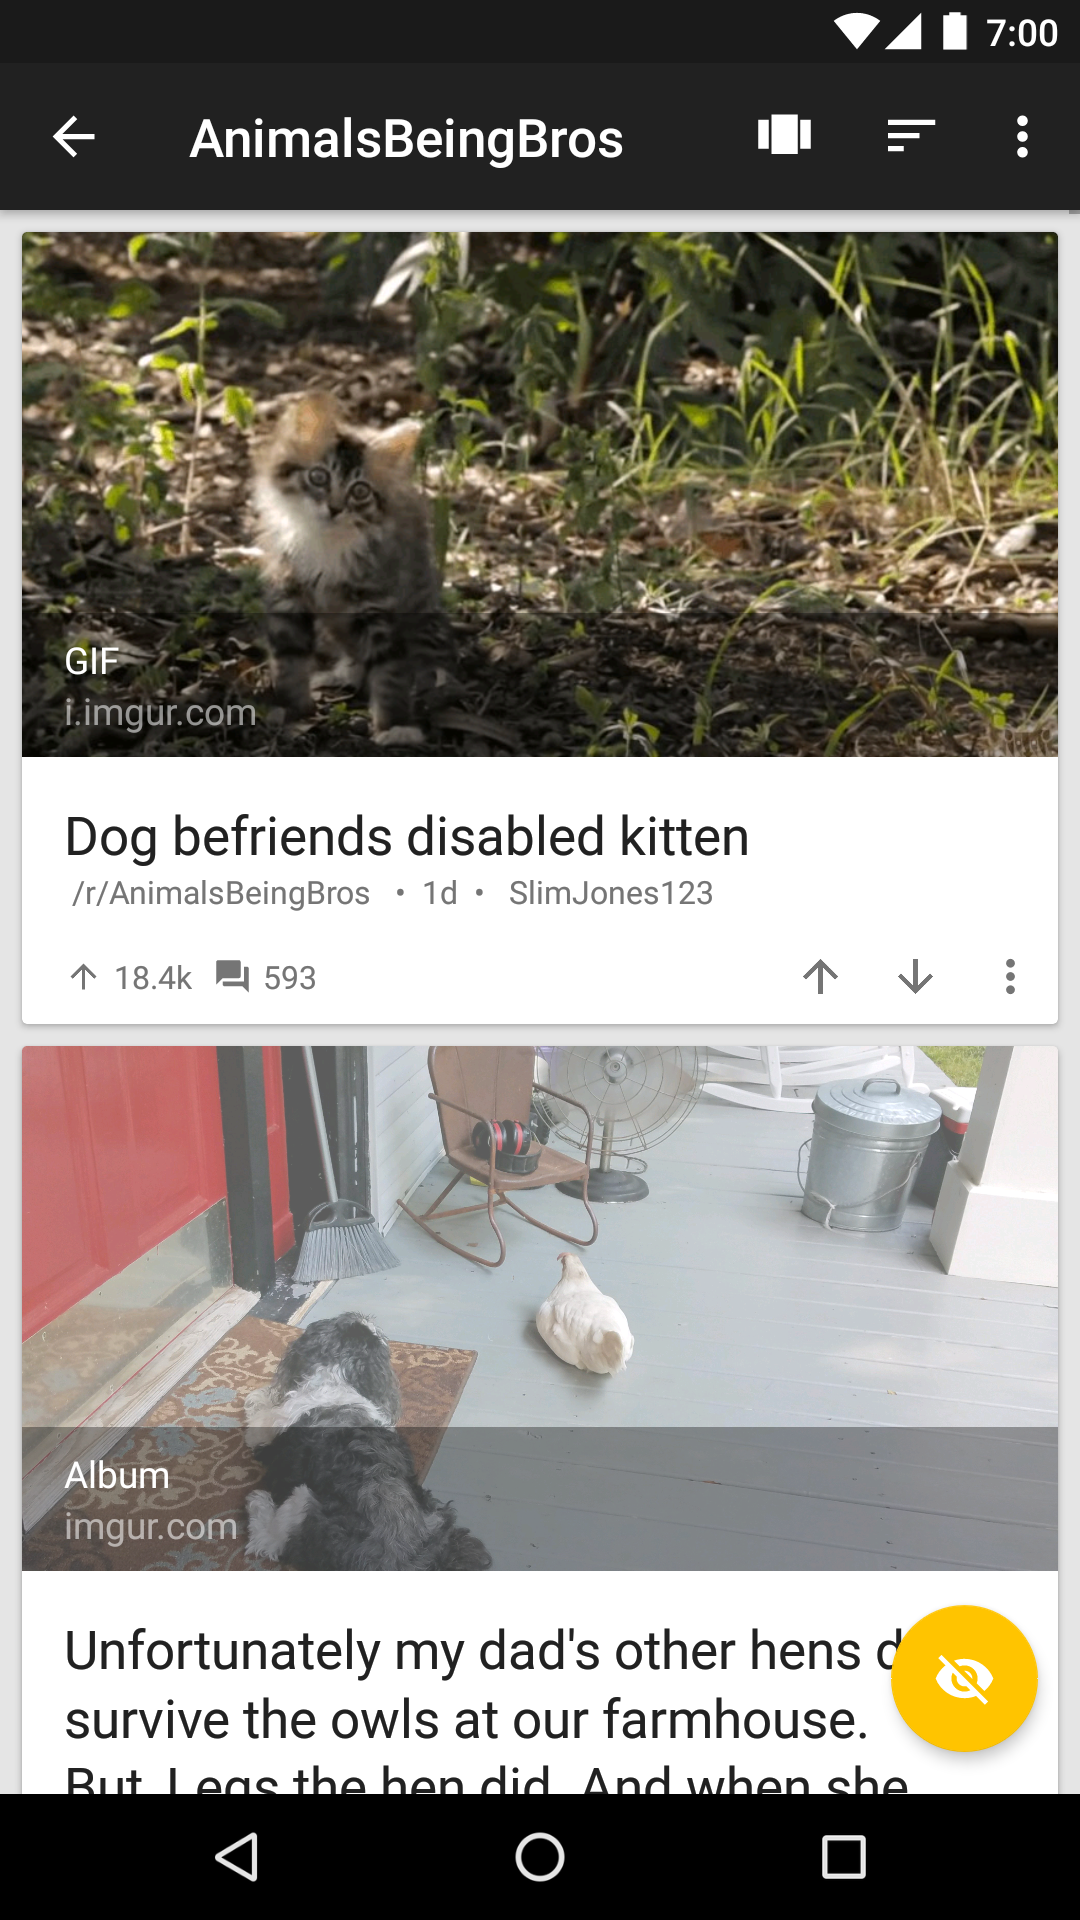 7:00
AnimalsBeingBros
GIF
i.imgur.com
Dog befriends disabled kitten
/r/AnimalsBeingBros • 1d • SlimJones123
18.4k 593
Album
imgur.com
Unfortunately my dad's other hens
survive the owls at our farmhouse.
But, Legs the hen did. And when she